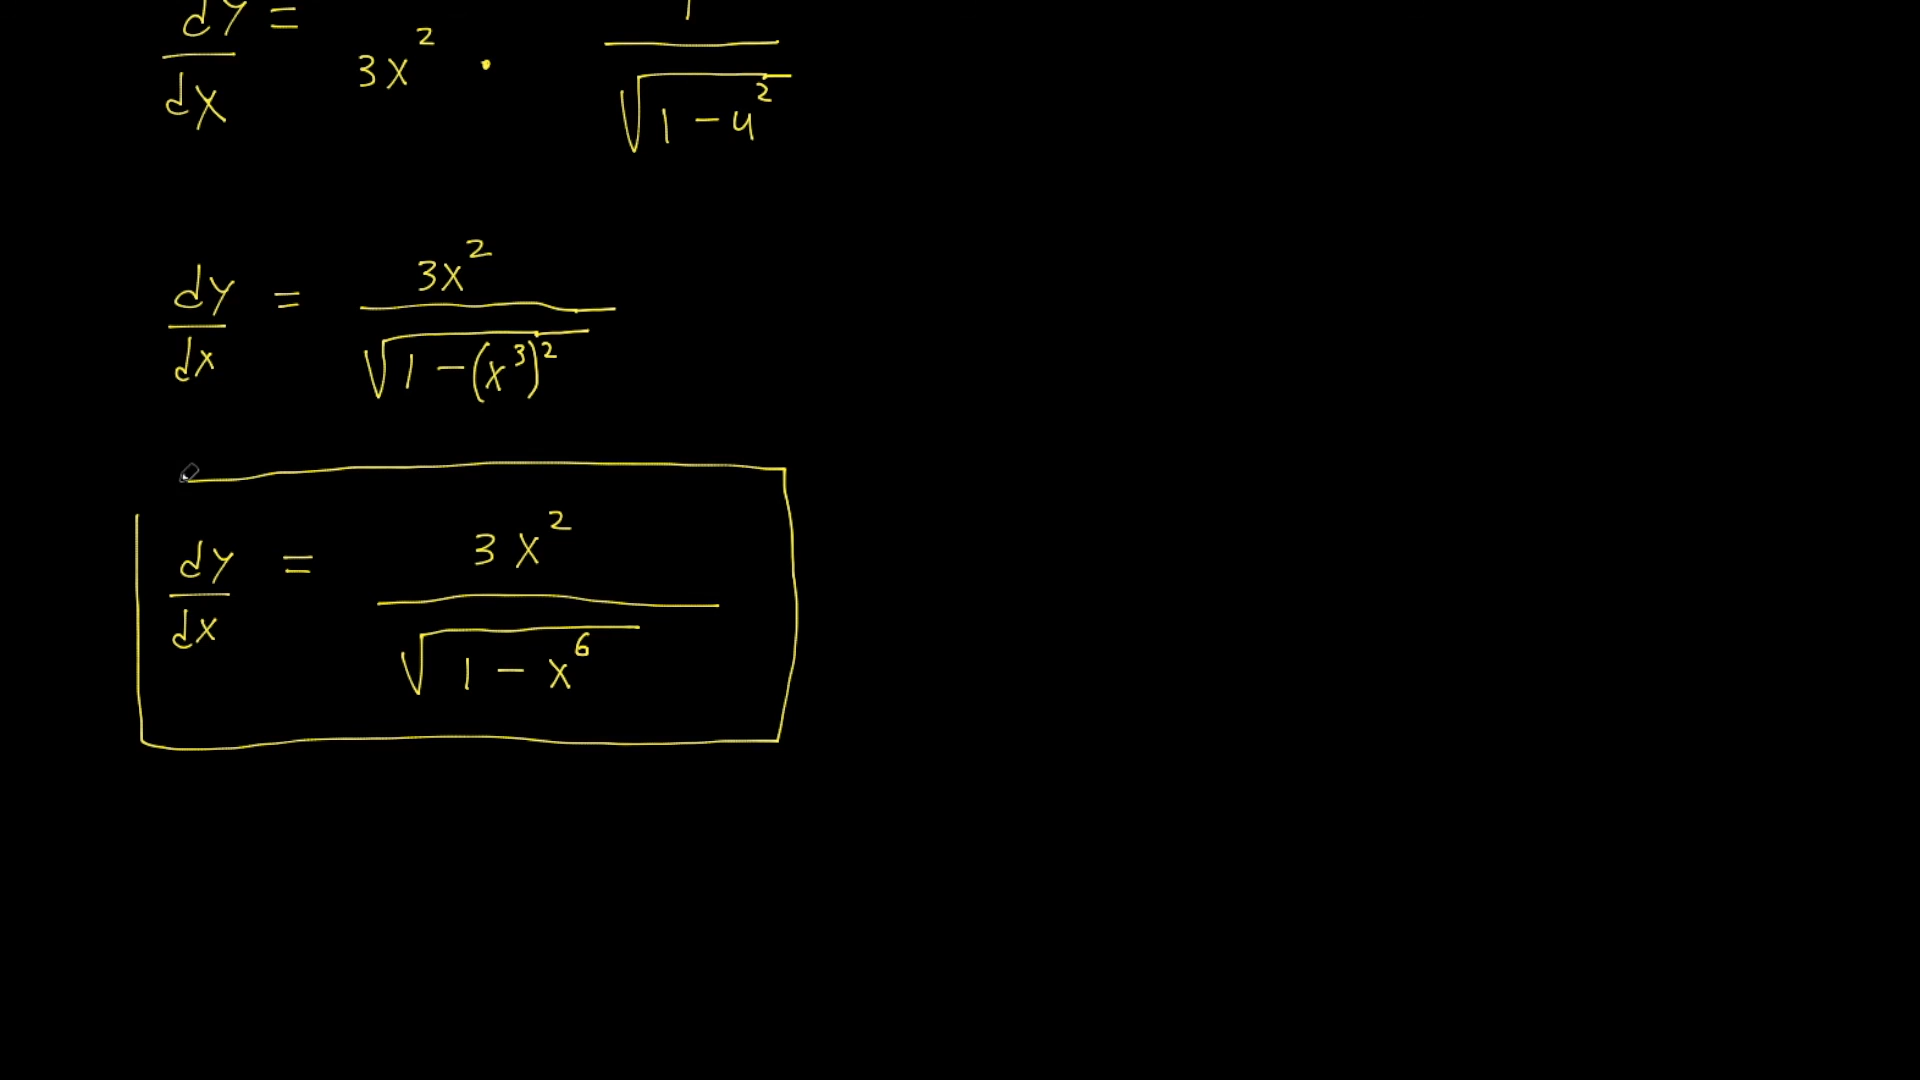 dy/dx = 3x² · 1/√(1 - u²)
dy/dx = 3x²/√(1 - (x³)²)
dy/dx = 3x²/√(1 - x⁶)